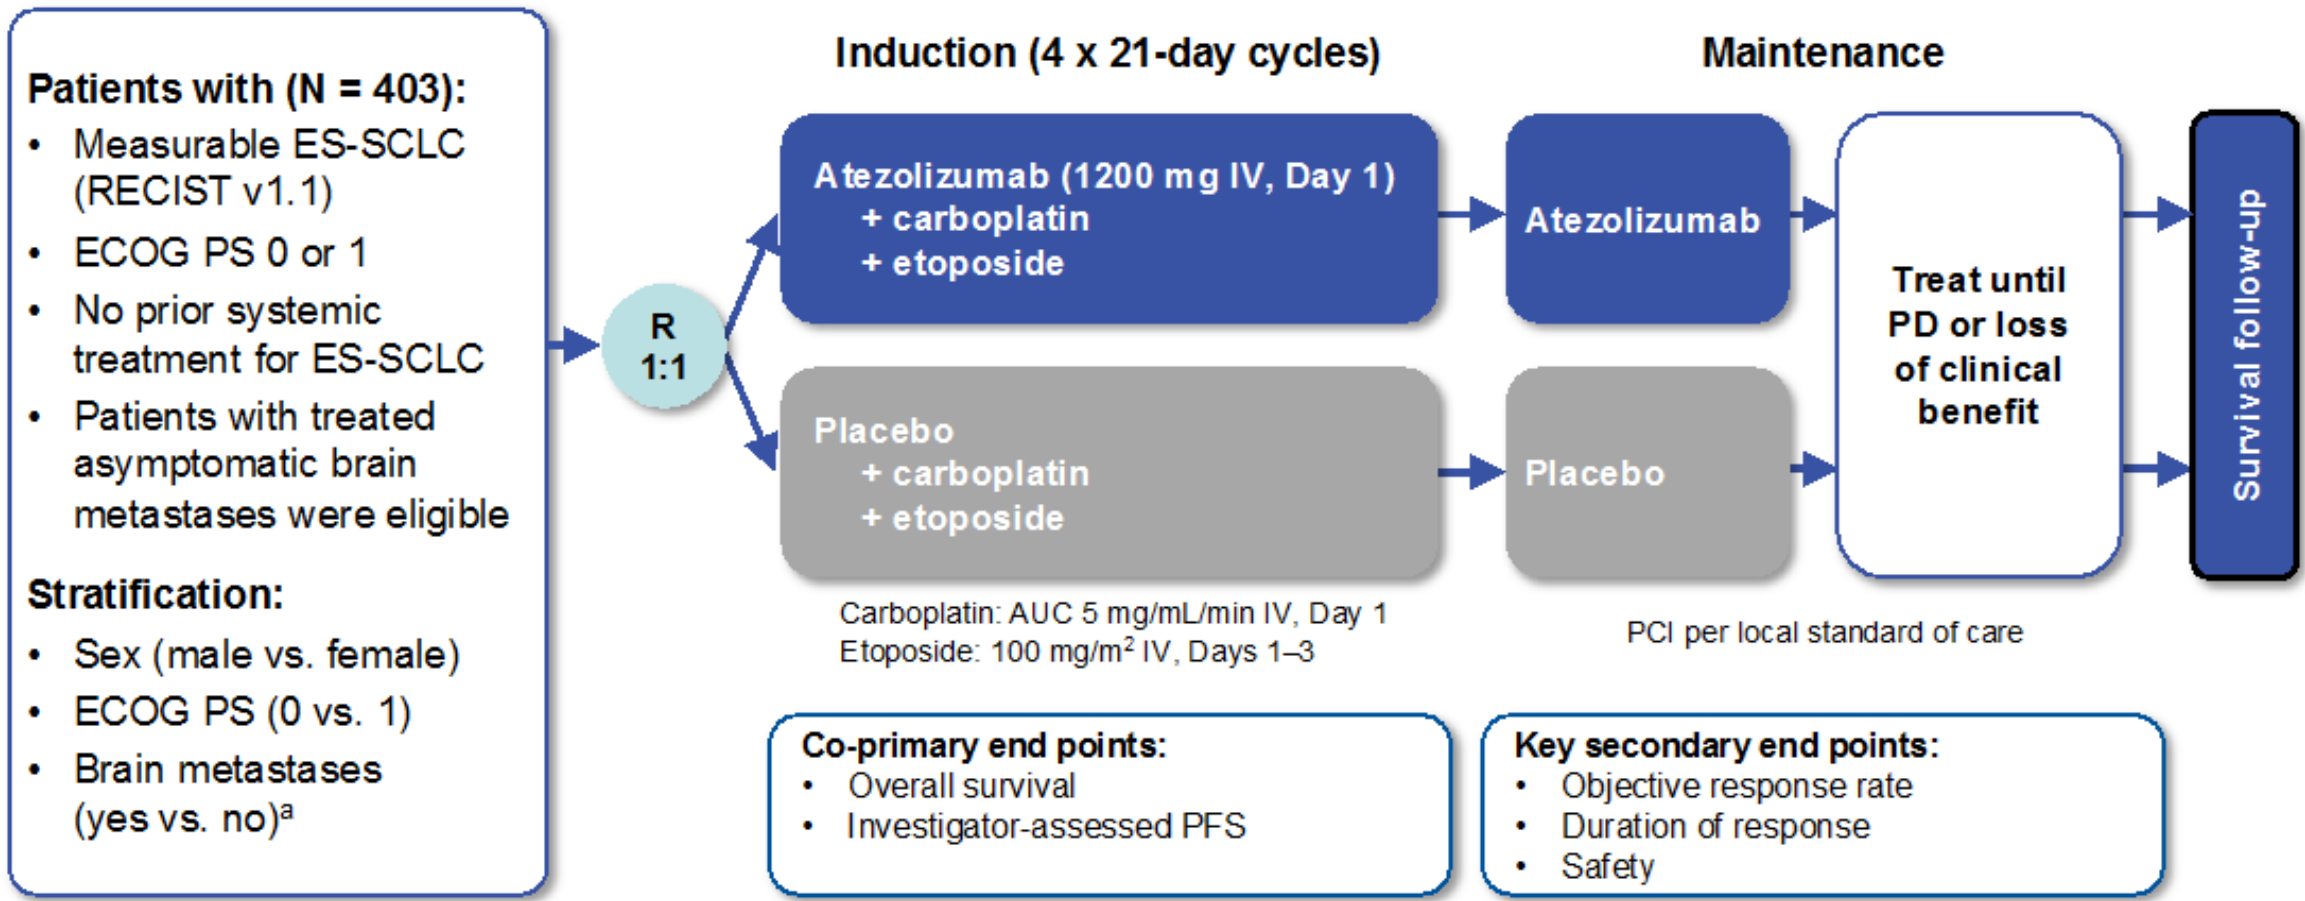 Patients with (N = 403):
• Measurable ES-SCLC
(RECIST v1.1)
• ECOG PS 0 or 1
• No prior systemic
treatment for ES-SCLC
• Patients with treated
asymptomatic brain
metastases were eligible
Stratification:
• Sex (male vs. female)
• ECOG PS (0 vs. 1)
• Brain metastases
(yes vs. no)ᵃ
R
1:1
Induction (4 x 21-day cycles)
Atezolizumab (1200 mg IV, Day 1)
+ carboplatin
+ etoposide
Placebo
+ carboplatin
+ etoposide
Carboplatin: AUC 5 mg/mL/min IV, Day 1
Etoposide: 100 mg/m² IV, Days 1–3
Maintenance
Atezolizumab
Placebo
Treat until
PD or loss
of clinical
benefit
PCI per local standard of care
Survival follow-up
Co-primary end points:
• Overall survival
• Investigator-assessed PFS
Key secondary end points:
• Objective response rate
• Duration of response
• Safety